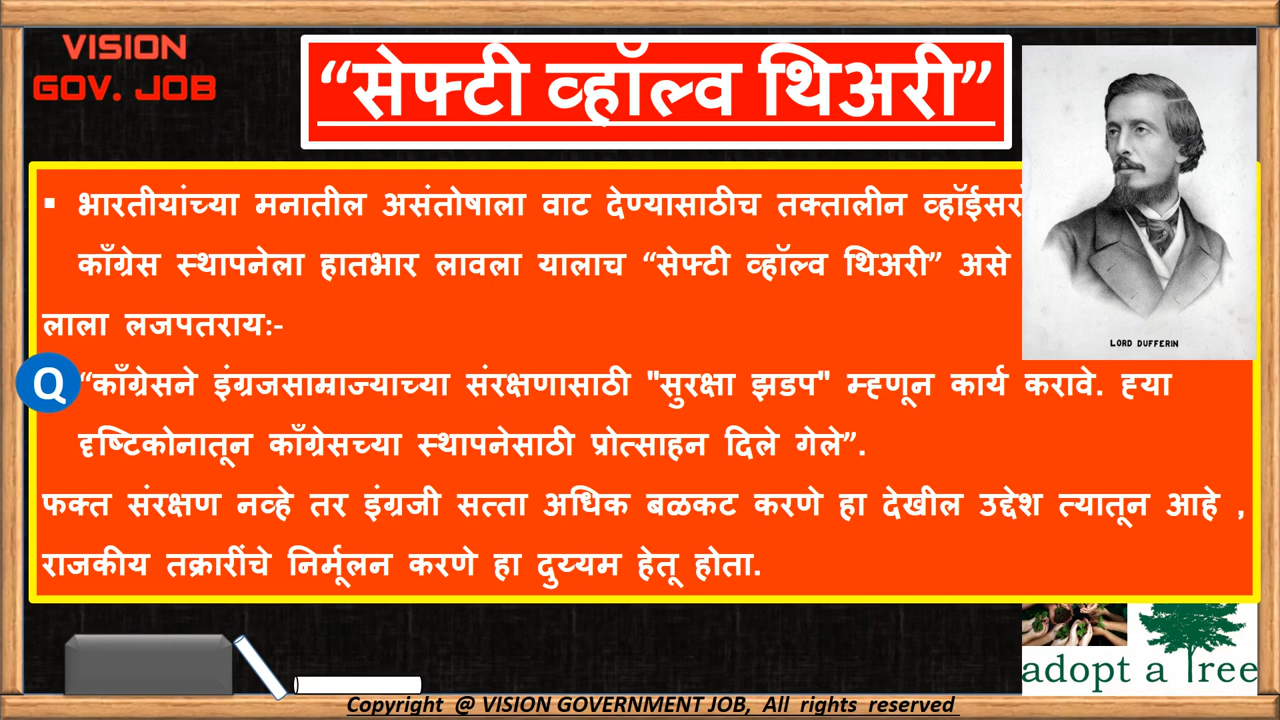 VISION
GOV. JOB
“सेफ्टी व्हॉल्व थिअरी”
▪ भारतीयांच्या मनातील असंतोषाला वाट देण्यासाठीच तक्तालीन
काँग्रेस स्थापनेला हातभार लावला यालाच “सेफ्टी व्हॉल्व थिअरी” असे
लाला लजपतराय:-
Q “काँग्रेसने इंग्रजसाम्राज्याच्या संरक्षणासाठी "सुरक्षा झडप" म्हणून कार्य करावे. ह्या
दृष्टिकोनातून काँग्रेसच्या स्थापनेसाठी प्रोत्साहन दिले गेले”.
फक्त संरक्षण नव्हे तर इंग्रजी सत्ता अधिक बळकट करणे हा देखील उद्देश त्यातून आहे ,
राजकीय तक्रारींचे निर्मूलन करणे हा दुय्यम हेतू होता.
LORD DUFFERIN
adopt a Tree
Copyright @ VISION GOVERNMENT JOB, All rights reserved